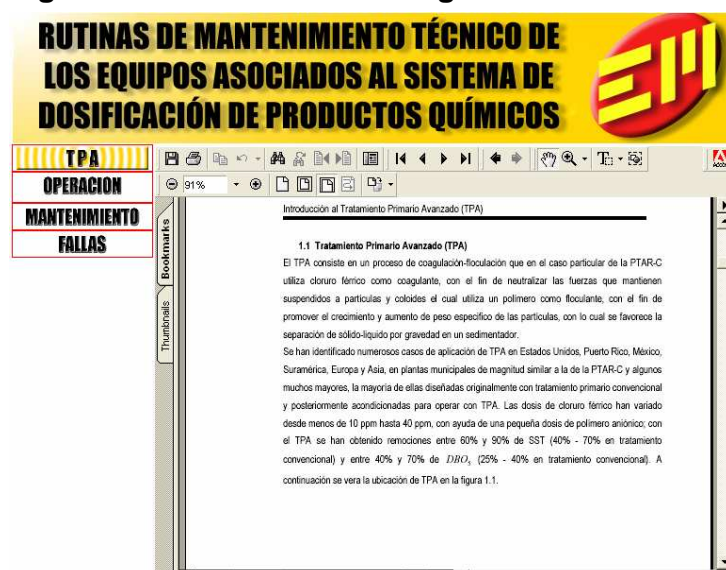 RUTINAS DE MANTENIMIENTO TÉCNICO DE
LOS EQUIPOS ASOCIADOS AL SISTEMA DE
DOSIFICACIÓN DE PRODUCTOS QUÍMICOS
EM
TPA
OPERACION
MANTENIMIENTO
FALLAS
91%
Bookmarks
Thumbnails
Introducción al Tratamiento Primario Avanzado (TPA)
1.1 Tratamiento Primario Avanzado (TPA)
El TPA consiste en un proceso de coagulación-floculación que en el caso particular de la PTAR-C
utiliza cloruro férrico como coagulante, con el fin de neutralizar las fuerzas que mantienen
suspendidos a partículas y coloides el cual utiliza un polímero como floculante, con el fin de
promover el crecimiento y aumento de peso especifico de las partículas, con lo cual se favorece la
separación de sólido-líquido por gravedad en un sedimentador.
Se han identificado numerosos casos de aplicación de TPA en Estados Unidos, Puerto Rico, México,
Suramérica, Europa y Asia, en plantas municipales de magnitud similar a la de la PTAR-C y algunos
muchos mayores, la mayoría de ellas diseñadas originalmente con tratamiento primario convencional
y posteriormente acondicionadas para operar con TPA. Las dosis de cloruro férrico han variado
desde menos de 10 ppm hasta 40 ppm, con ayuda de una pequeña dosis de polímero aniónico; con
el TPA se han obtenido remociones entre 60% y 90% de SST (40% - 70% en tratamiento
convencional) y entre 40% y 70% de DBO₅ (25% - 40% en tratamiento convencional). A
continuación se vera la ubicación de TPA en la figura 1.1.